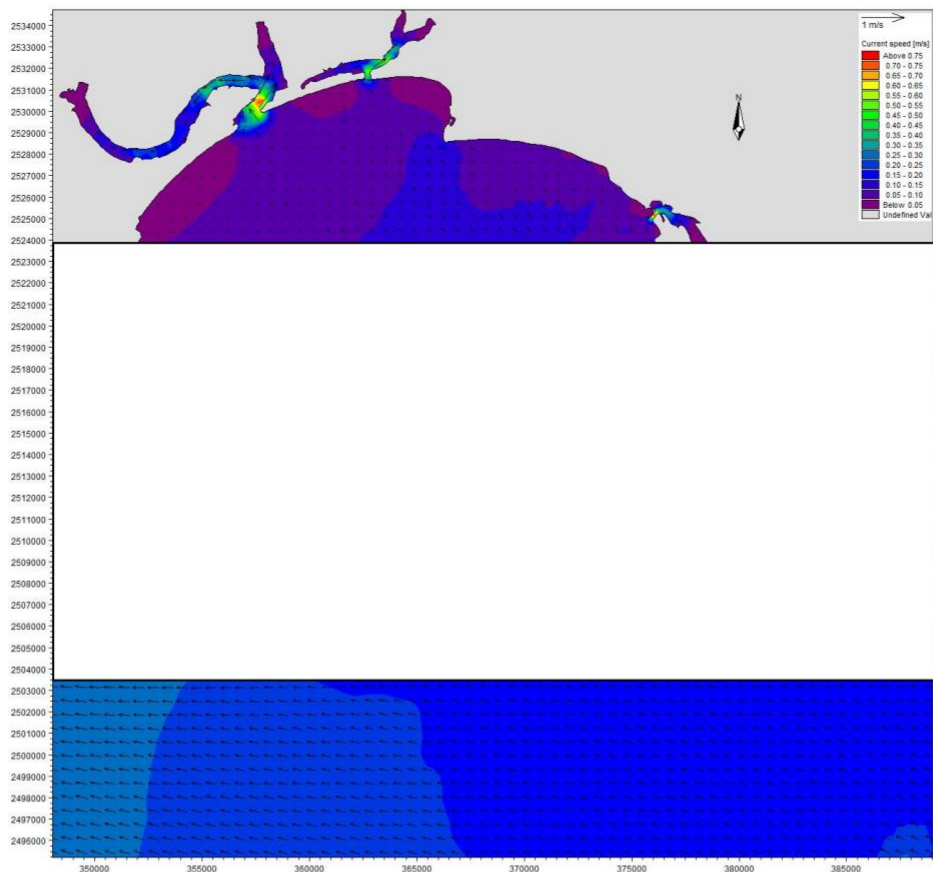 2534000
2533000
2532000
2531000
2530000
2529000
2528000
2527000
2526000
2525000
2524000
2523000
2522000
2521000
2520000
2519000
2518000
2517000
2516000
2515000
2514000
2513000
2512000
2511000
2510000
2509000
2508000
2507000
2506000
2505000
2504000
2503000
2502000
2501000
2500000
2499000
2498000
2497000
2496000
350000 355000 360000 365000 370000 375000 380000 385000
N
1 m/s
Current speed [m/s]
Above 0.75
0.70 - 0.75
0.65 - 0.70
0.60 - 0.65
0.55 - 0.60
0.50 - 0.55
0.45 - 0.50
0.40 - 0.45
0.35 - 0.40
0.30 - 0.35
0.25 - 0.30
0.20 - 0.25
0.15 - 0.20
0.10 - 0.15
0.05 - 0.10
Below 0.05
Undefined Val